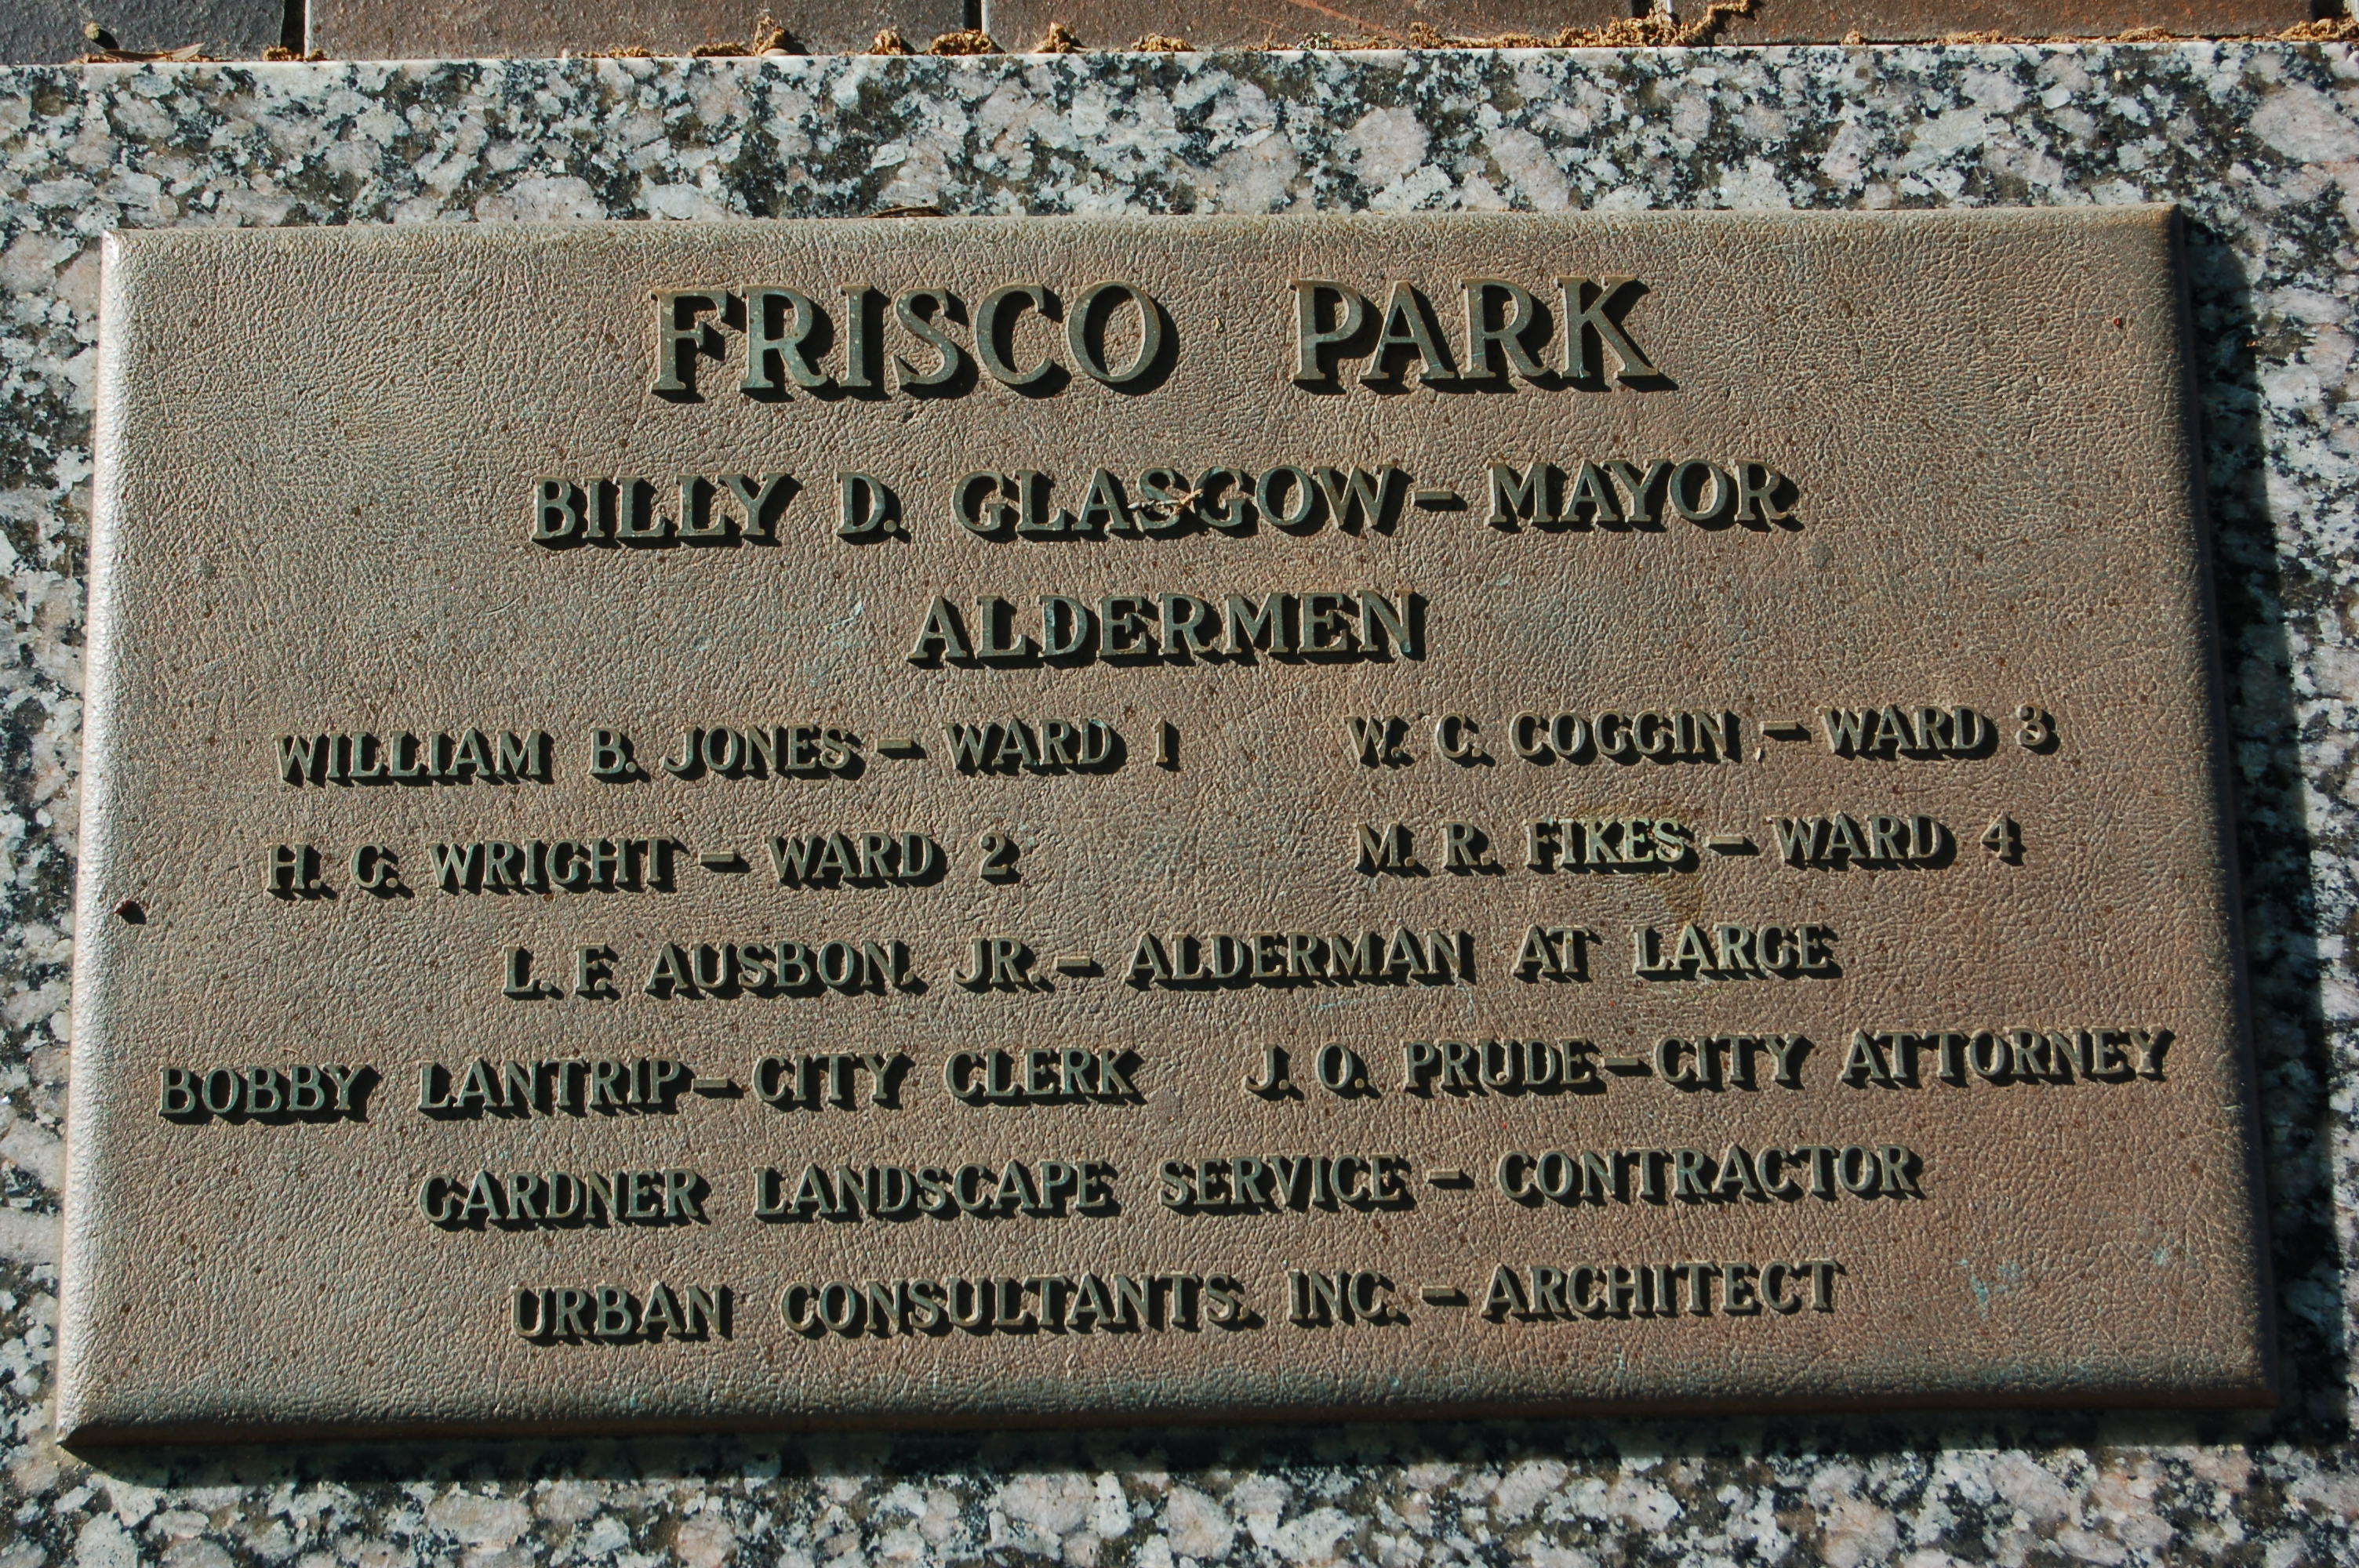 FRISCO PARK
BILLY D. GLASGOW - MAYOR
ALDERMEN
WILLIAM B. JONES - WARD 1 W. C. COGGIN - WARD 3
H. C. WRIGHT - WARD 2 M. R. FIKES - WARD 4
L. F. AUSBON, JR. - ALDERMAN AT LARGE
BOBBY LANTRIP - CITY CLERK J. O. PRUDE - CITY ATTORNEY
GARDNER LANDSCAPE SERVICE - CONTRACTOR
URBAN CONSULTANTS, INC. - ARCHITECT